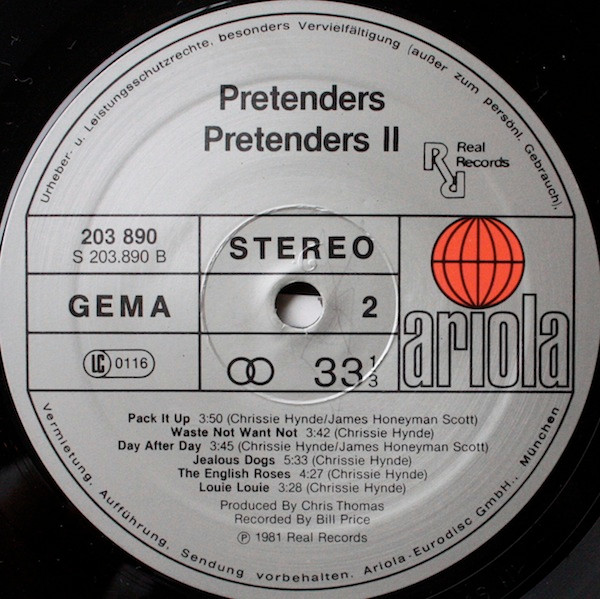 Urheber- u. Leistungsschutzrechte, besonders Vervielfältigung (außer zum persönl. Gebrauch),
Pretenders
Pretenders II
Real
Records
203 890
S 203.890 B
STEREO
GEMA
2
LC 0116
33 1/3
ariola
Pack It Up 3:50 (Chrissie Hynde/James Honeyman Scott)
Waste Not Want Not 3:42 (Chrissie Hynde)
Day After Day 3:45 (Chrissie Hynde/James Honeyman Scott)
Jealous Dogs 5:33 (Chrissie Hynde)
The English Roses 4:27 (Chrissie Hynde)
Louie Louie 3:28 (Chrissie Hynde)
Produced by Chris Thomas
Recorded By Bill Price
℗ 1981 Real Records
Vermietung, Aufführung, Sendung vorbehalten. Ariola-Eurodisc GmbH., München